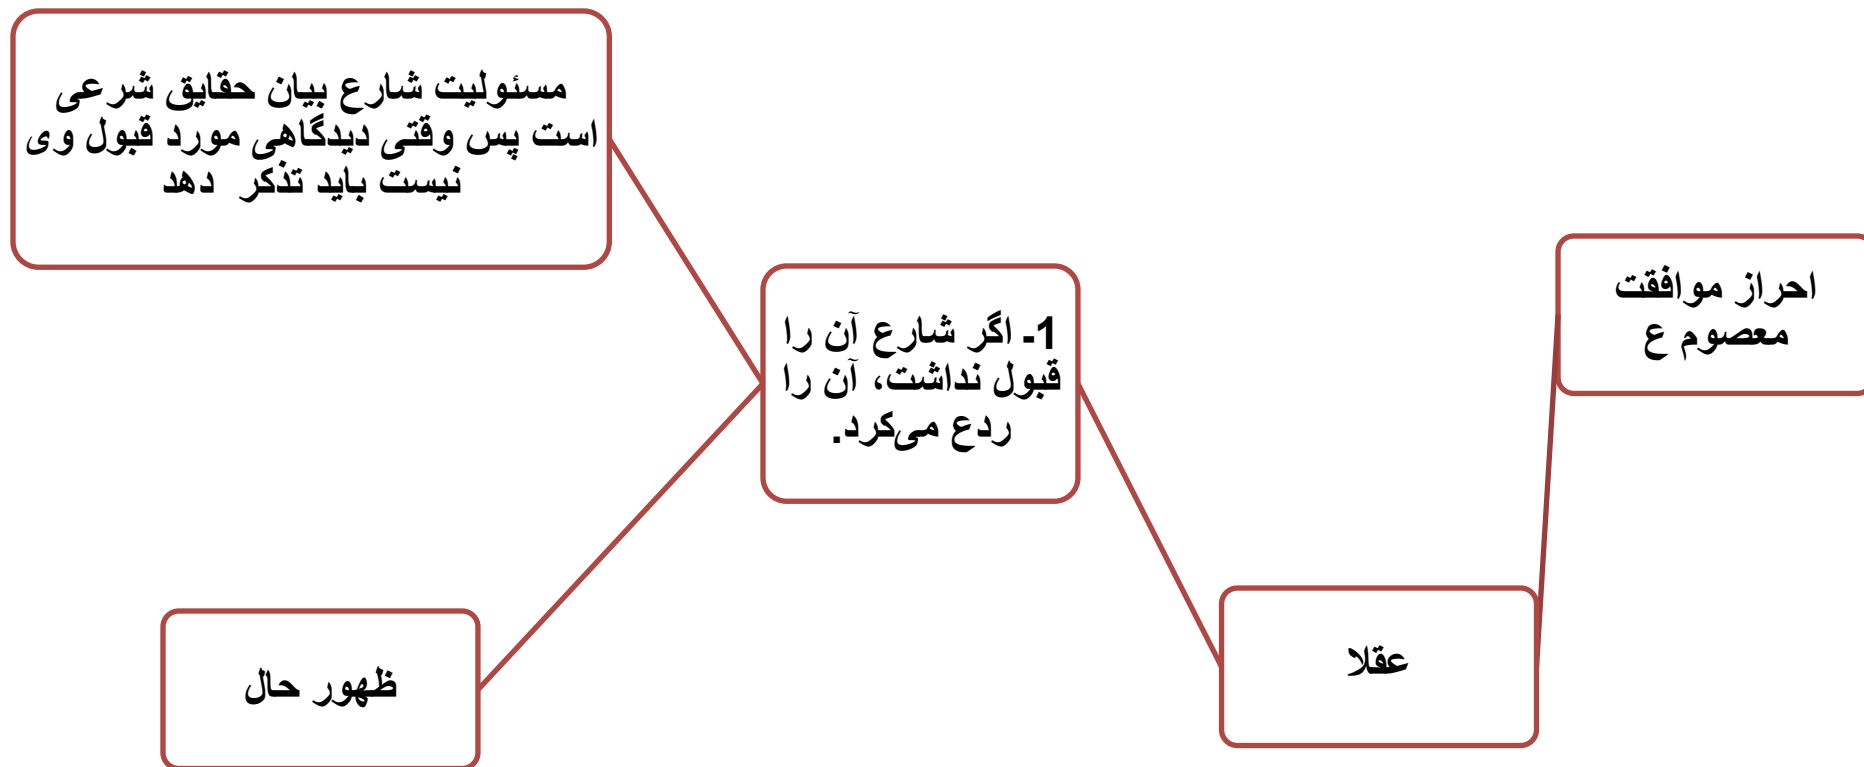 احراز موافقت
معصوم ع
عقلا
1- اگر شارع آن را
قبول نداشت، آن را
ردع می‌کرد.
مسئولیت شارع بیان حقایق شرعی
است پس وقتی دیدگاهی مورد قبول وی
نیست باید تذکر دهد
ظهور حال